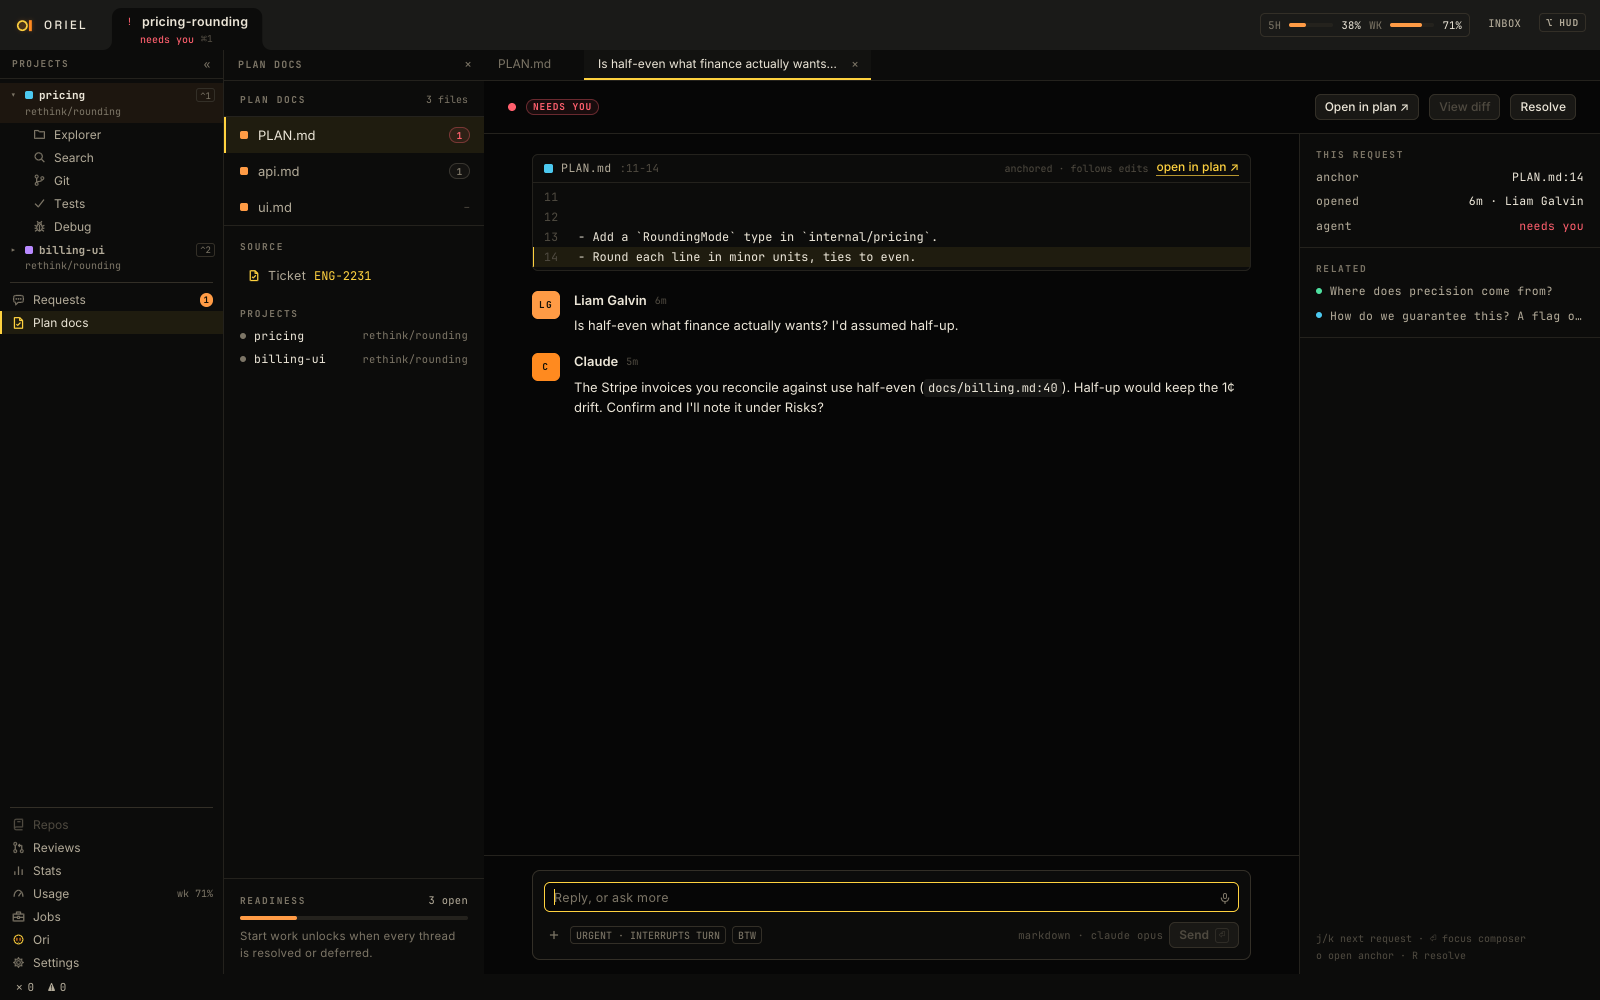 ORIEL
! pricing-rounding
needs you ⌘1
5H 38% WK 71%
INBOX
⌥ HUD
PROJECTS «
pricing ^1
rethink/rounding
Explorer
Search
Git
Tests
Debug
billing-ui ^2
rethink/rounding
Requests 1
Plan docs
Repos
Reviews
Stats
Usage wk 71%
Jobs
Ori
Settings
× 0 0
PLAN DOCS ×
PLAN DOCS 3 files
PLAN.md 1
api.md 1
ui.md –
SOURCE
Ticket ENG-2231
PROJECTS
pricing rethink/rounding
billing-ui rethink/rounding
READINESS 3 open
Start work unlocks when every thread
is resolved or deferred.
PLAN.md
Is half-even what finance actually wants... ×
NEEDS YOU
Open in plan ↗
View diff
Resolve
PLAN.md :11-14 anchored · follows edits open in plan ↗
11
12
13 - Add a `RoundingMode` type in `internal/pricing`.
14 - Round each line in minor units, ties to even.
LG Liam Galvin 6m
Is half-even what finance actually wants? I'd assumed half-up.
C Claude 5m
The Stripe invoices you reconcile against use half-even (docs/billing.md:40). Half-up would keep the 1¢
drift. Confirm and I'll note it under Risks?
Reply, or ask more
+ URGENT · INTERRUPTS TURN BTW markdown · claude opus Send ⏎
THIS REQUEST
anchor PLAN.md:14
opened 6m · Liam Galvin
agent needs you
RELATED
Where does precision come from?
How do we guarantee this? A flag o…
j/k next request · ⏎ focus composer
o open anchor · R resolve